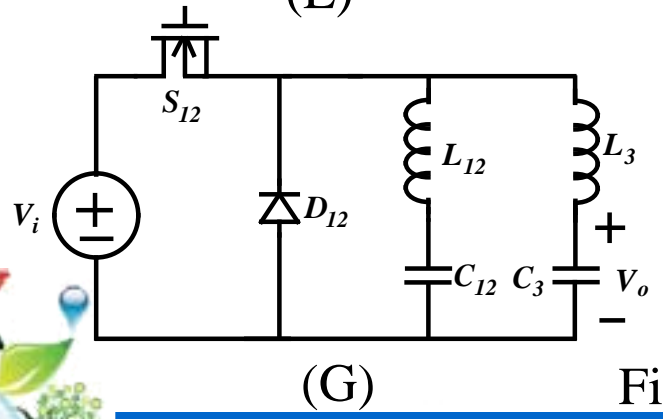 (E)
S12
L12
L3
Vi
+
−
D12
+
C12
C3
Vo
−
(G)
Fi